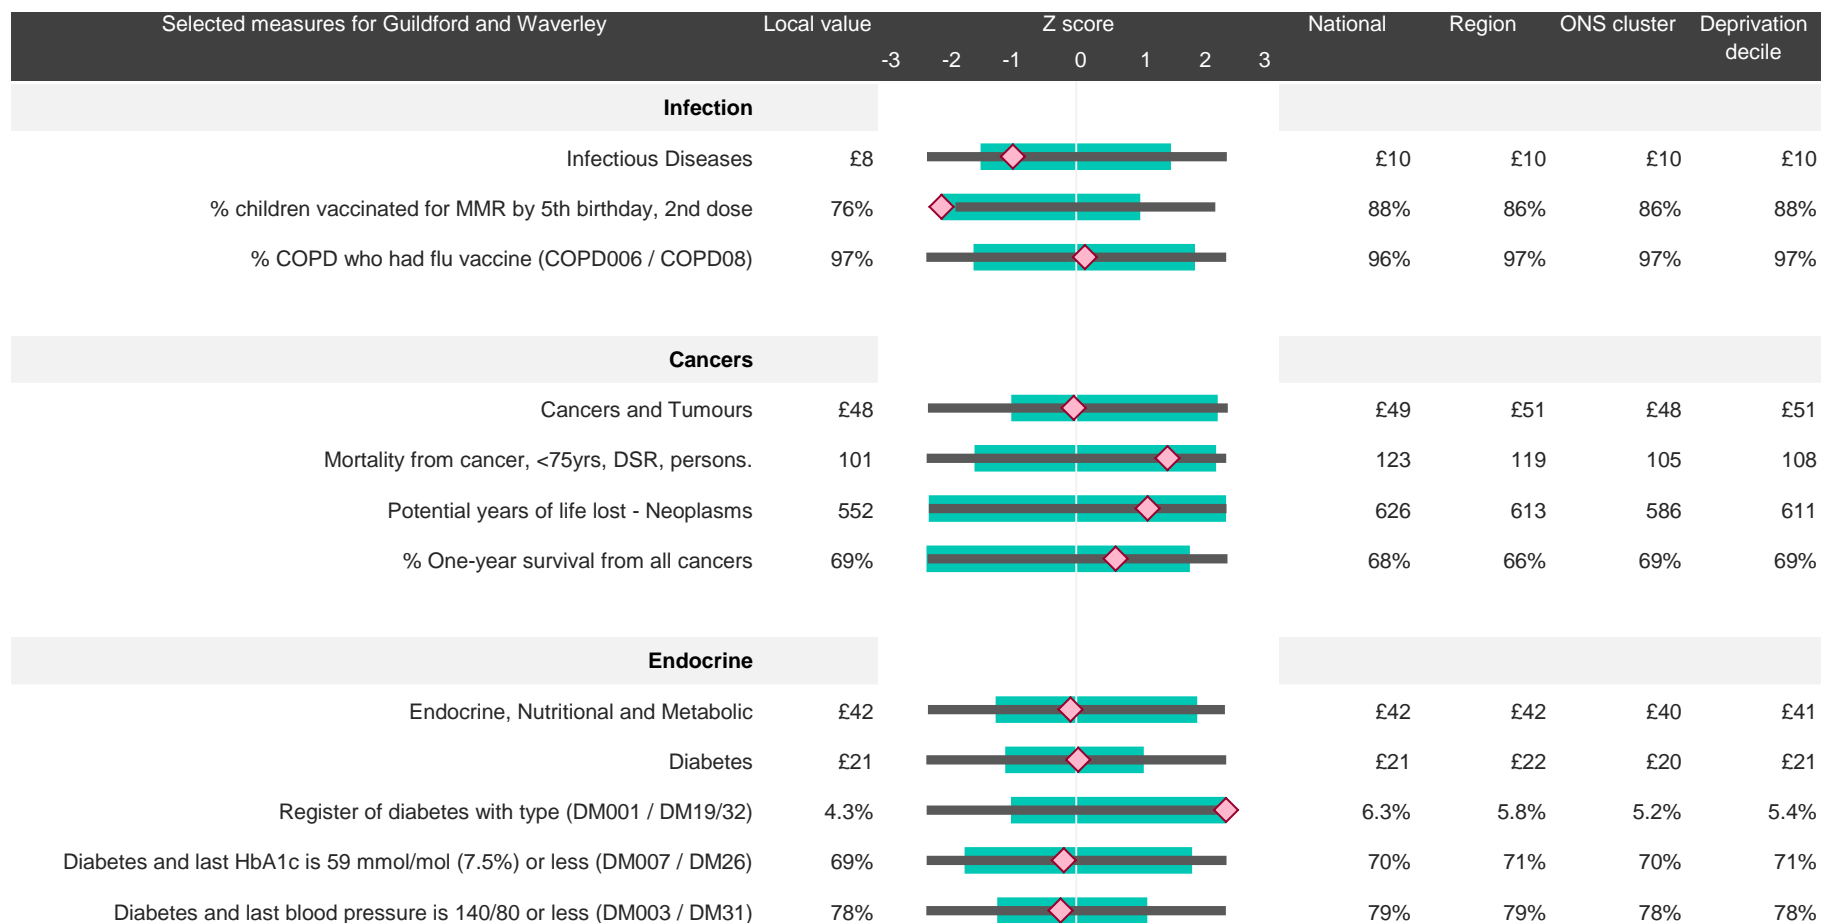 Selected measures for Guildford and Waverley Local value Z score National Region ONS cluster Deprivation decile
-3 -2 -1 0 1 2 3
Infection
Infectious Diseases £8 £10 £10 £10 £10
% children vaccinated for MMR by 5th birthday, 2nd dose 76% 88% 86% 86% 88%
% COPD who had flu vaccine (COPD006 / COPD08) 97% 96% 97% 97% 97%
Cancers
Cancers and Tumours £48 £49 £51 £48 £51
Mortality from cancer, <75yrs, DSR, persons. 101 123 119 105 108
Potential years of life lost - Neoplasms 552 626 613 586 611
% One-year survival from all cancers 69% 68% 66% 69% 69%
Endocrine
Endocrine, Nutritional and Metabolic £42 £42 £42 £40 £41
Diabetes £21 £21 £22 £20 £21
Register of diabetes with type (DM001 / DM19/32) 4.3% 6.3% 5.8% 5.2% 5.4%
Diabetes and last HbA1c is 59 mmol/mol (7.5%) or less (DM007 / DM26) 69% 70% 71% 70% 71%
Diabetes and last blood pressure is 140/80 or less (DM003 / DM31) 78% 79% 79% 78% 78%